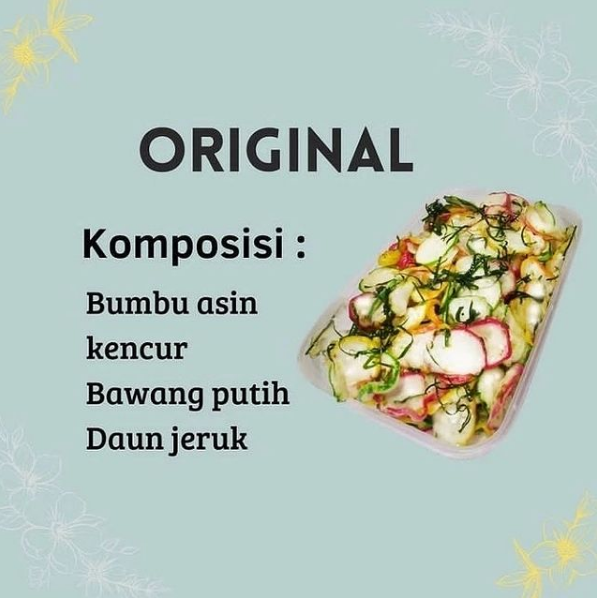 ORIGINAL
Komposisi :
Bumbu asin
kencur
Bawang putih
Daun jeruk